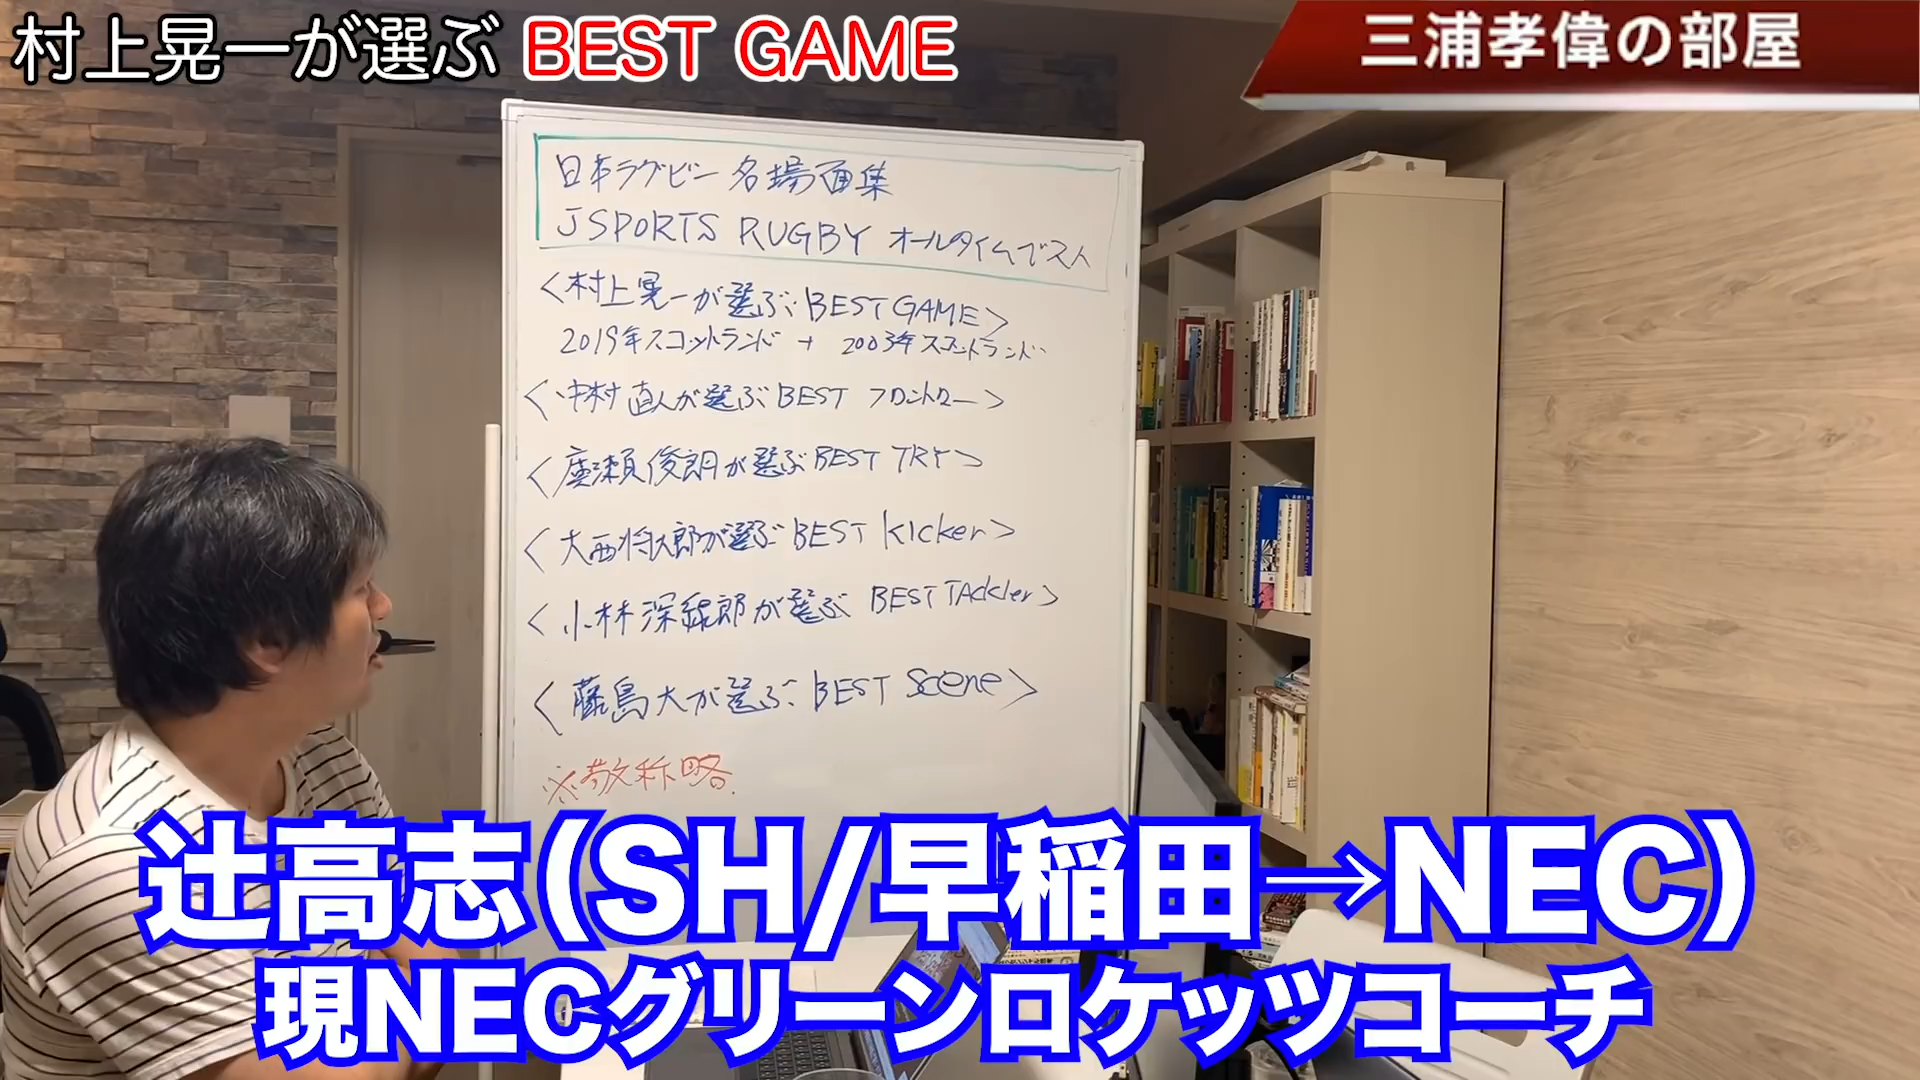 村上晃一が選ぶ BEST GAME
三浦孝偉の部屋
日本ラグビー名場面集
JSPORTS RUGBY オールタイムベスト
<村上晃一が選ぶ BEST GAME>
2019年スコットランド + 2003年スコットランド
<中村直人が選ぶ BEST フロントロー>
<廣瀬俊朗が選ぶ BEST TRY>
<大西将太郎が選ぶ BEST kicker>
<小林深緑郎が選ぶ BEST TAckler>
<藤島大が選ぶ BEST Scene>
※敬称略
辻高志(SH/早稲田→NEC)
現NECグリーンロケッツコーチ